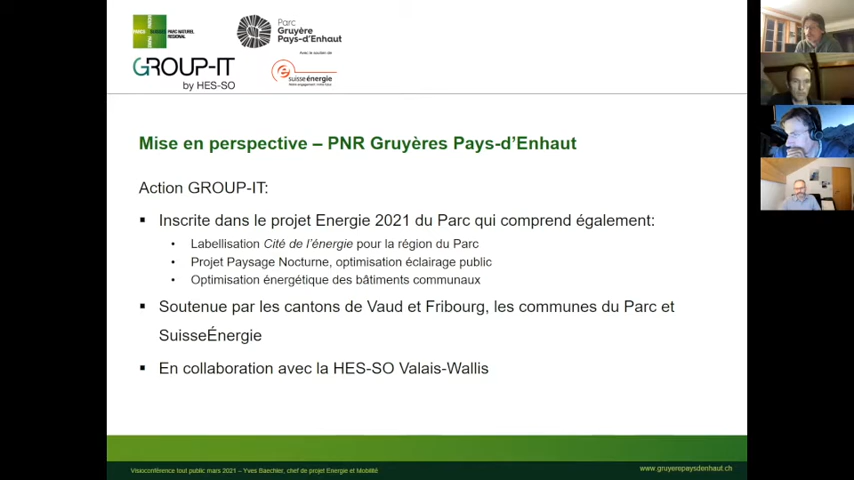 PARCS
SUISSES
PARC NATUREL
RÉGIONAL
Parc
Gruyère
Pays-d'Enhaut
GROUP-IT
by HES-SO
suisseénergie
Mise en perspective – PNR Gruyères Pays-d'Enhaut
Action GROUP-IT:
▪ Inscrite dans le projet Energie 2021 du Parc qui comprend également:
• Labellisation Cité de l'énergie pour la région du Parc
• Projet Paysage Nocturne, optimisation éclairage public
• Optimisation énergétique des bâtiments communaux
▪ Soutenue par les cantons de Vaud et Fribourg, les communes du Parc et
SuisseÉnergie
▪ En collaboration avec la HES-SO Valais-Wallis
Visioconférence tout public mars 2021 – Yves Baechler, chef de projet Energie et Mobilité
www.gruyerepaysdenhaut.ch